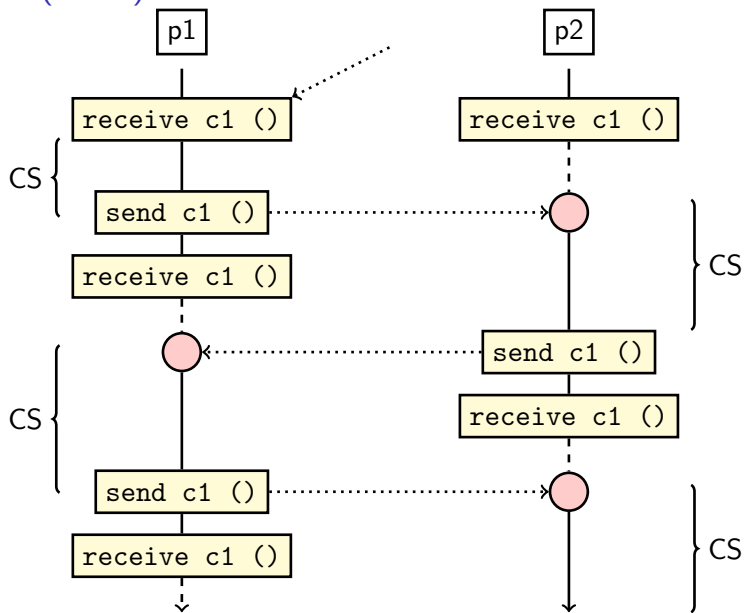 p1 p2
receive c1 () receive c1 ()
CS
send c1 ()
CS
receive c1 ()
send c1 ()
CS
receive c1 ()
send c1 ()
CS
receive c1 ()